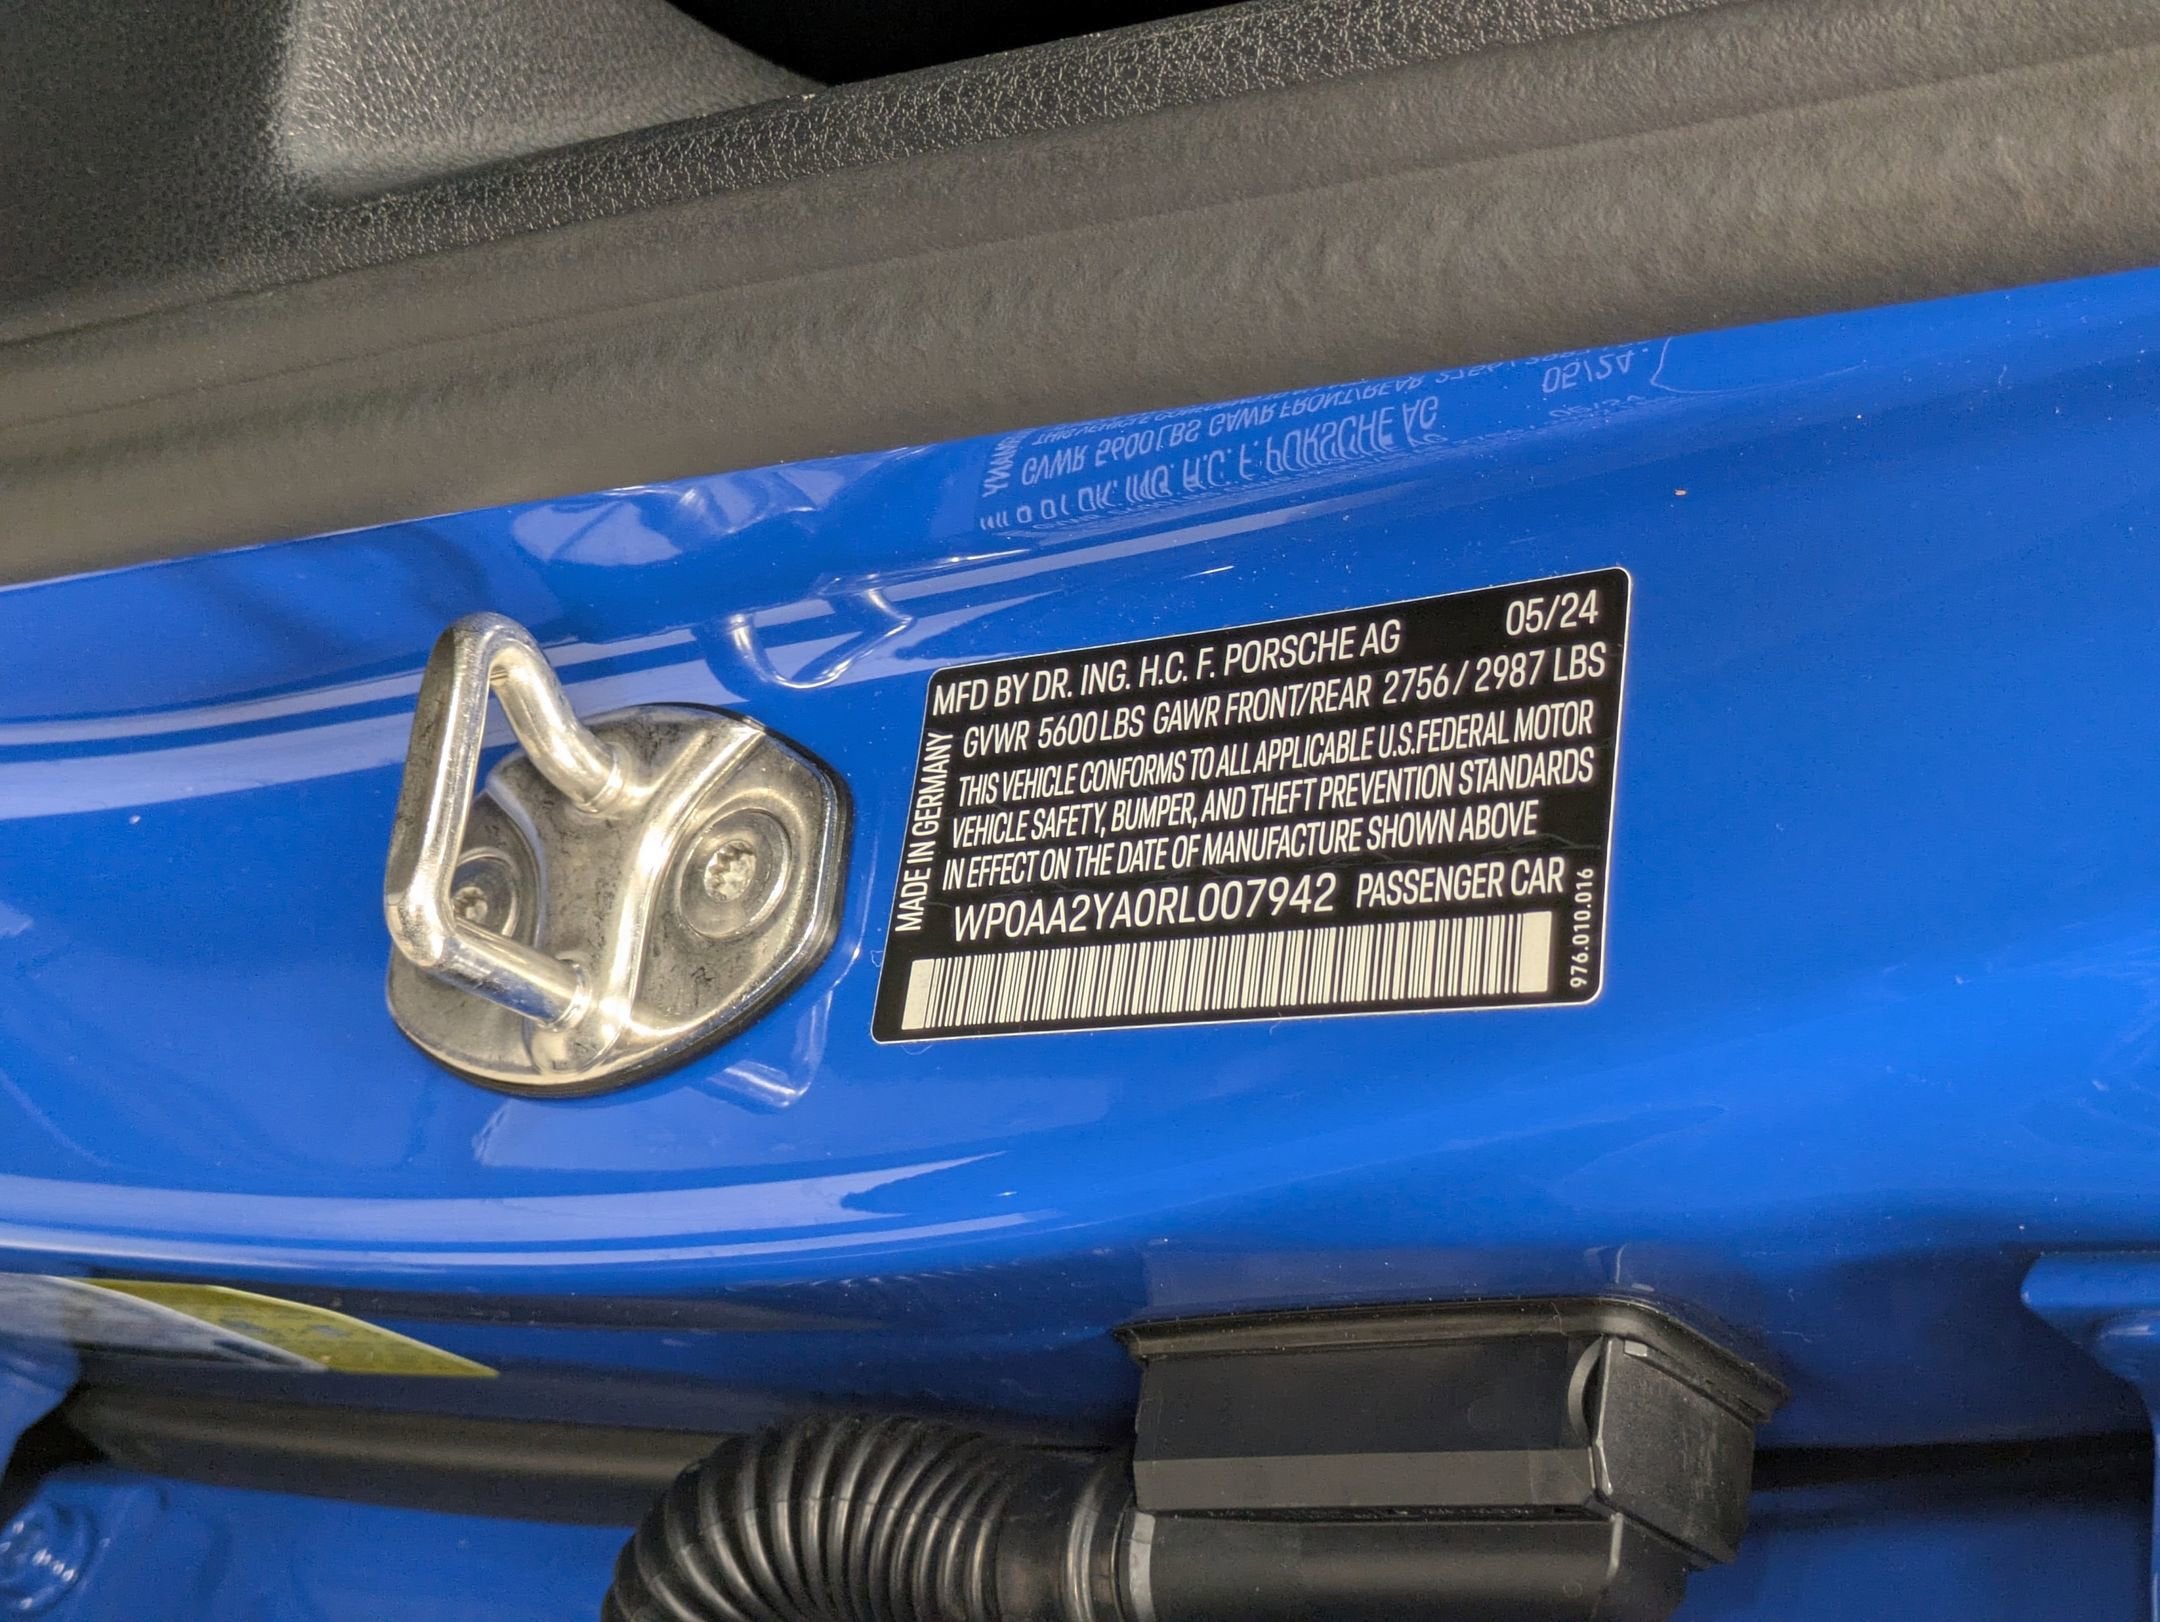 MFD BY DR. ING. H.C. F. PORSCHE AG 05/24
GVWR 5600 LBS GAWR FRONT/REAR 2756 / 2987 LBS
THIS VEHICLE CONFORMS TO ALL APPLICABLE U.S.FEDERAL MOTOR
VEHICLE SAFETY, BUMPER, AND THEFT PREVENTION STANDARDS
IN EFFECT ON THE DATE OF MANUFACTURE SHOWN ABOVE
WP0AA2YA0RL007942 PASSENGER CAR
MADE IN GERMANY
976.010.016